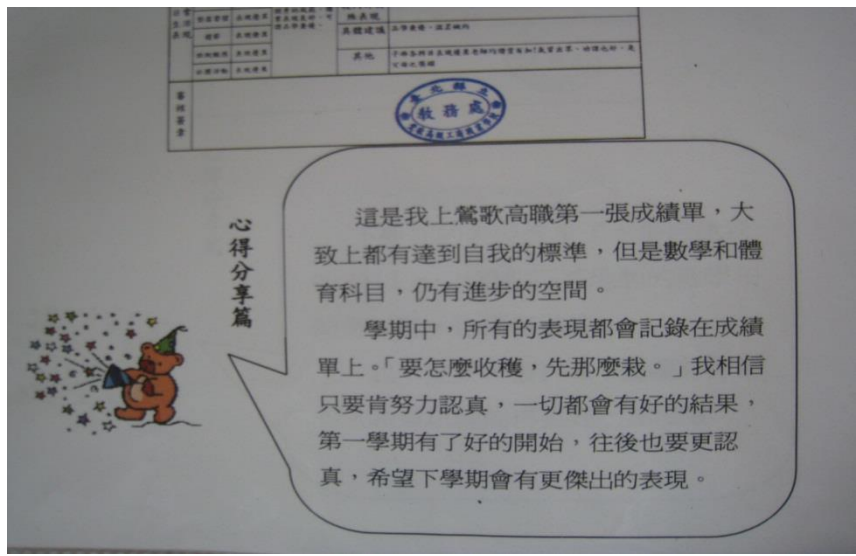 其他
教務處
心得分享篇
這是我上鶯歌高職第一張成績單，大
致上都有達到自我的標準，但是數學和體
育科目，仍有進步的空間。
學期中，所有的表現都會記錄在成績
單上。「要怎麼收穫，先那麼栽。」我相信
只要肯努力認真，一切都會有好的結果，
第一學期有了好的開始，往後也要更認
真，希望下學期會有更傑出的表現。